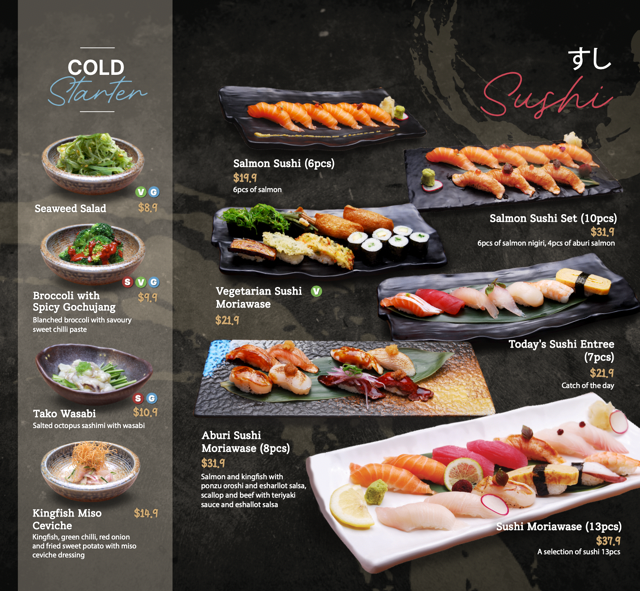 COLD
Starter
V G
Seaweed Salad $8.9
S V G
Broccoli with $9.9
Spicy Gochujang
Blanched broccoli with savoury
sweet chilli paste
S G
Tako Wasabi $10.9
Salted octopus sashimi with wasabi
Kingfish Miso $14.9
Ceviche
Kingfish, green chilli, red onion
and fried sweet potato with miso
ceviche dressing
すし
Sushi
Salmon Sushi (6pcs)
$19.9
6pcs of salmon
Salmon Sushi Set (10pcs)
$31.9
6pcs of salmon nigiri, 4pcs of aburi salmon
Vegetarian Sushi V
Moriawase
$21.9
Today's Sushi Entree
(7pcs)
$21.9
Catch of the day
Aburi Sushi
Moriawase (8pcs)
$31.9
Salmon and kingfish with
ponzu oroshi and esharllot salsa,
scallop and beef with teriyaki
sauce and eshallot salsa
Sushi Moriawase (13pcs)
$37.9
A selection of sushi 13pcs